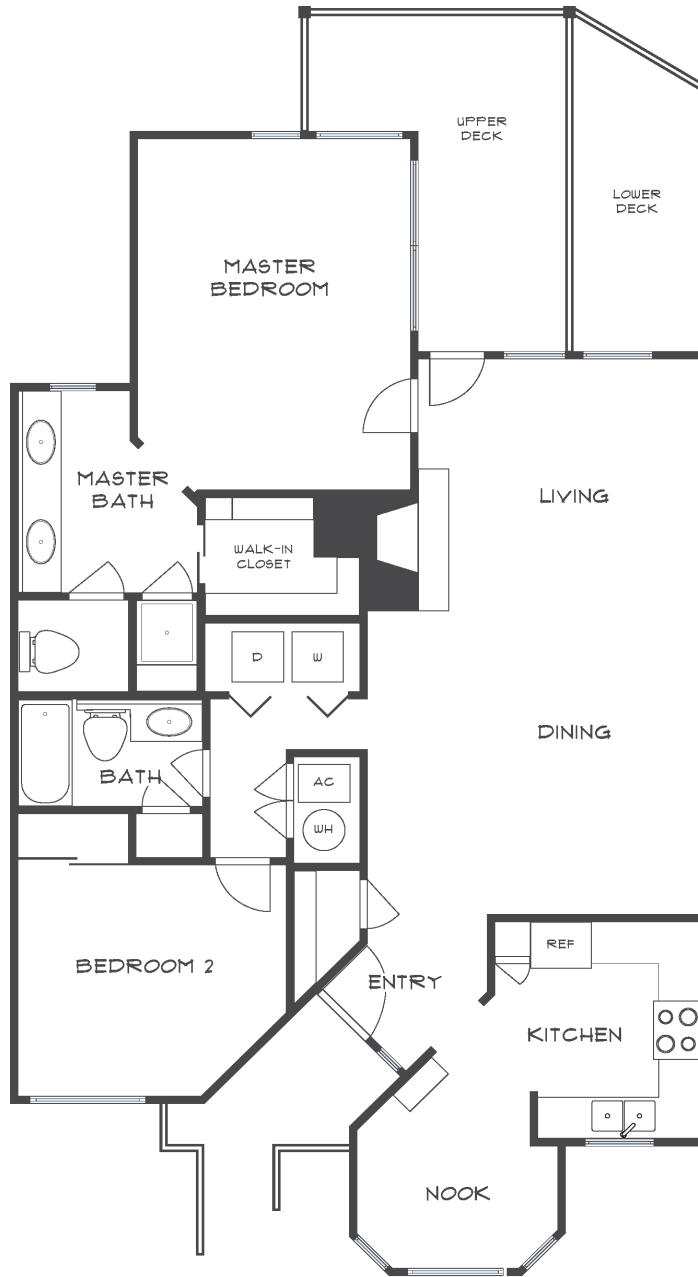 UPPER
DECK
LOWER
DECK
MASTER
BEDROOM
MASTER
BATH
LIVING
WALK-IN
CLOSET
D
W
DINING
BATH
AC
WH
REF
BEDROOM 2
ENTRY
KITCHEN
NOOK